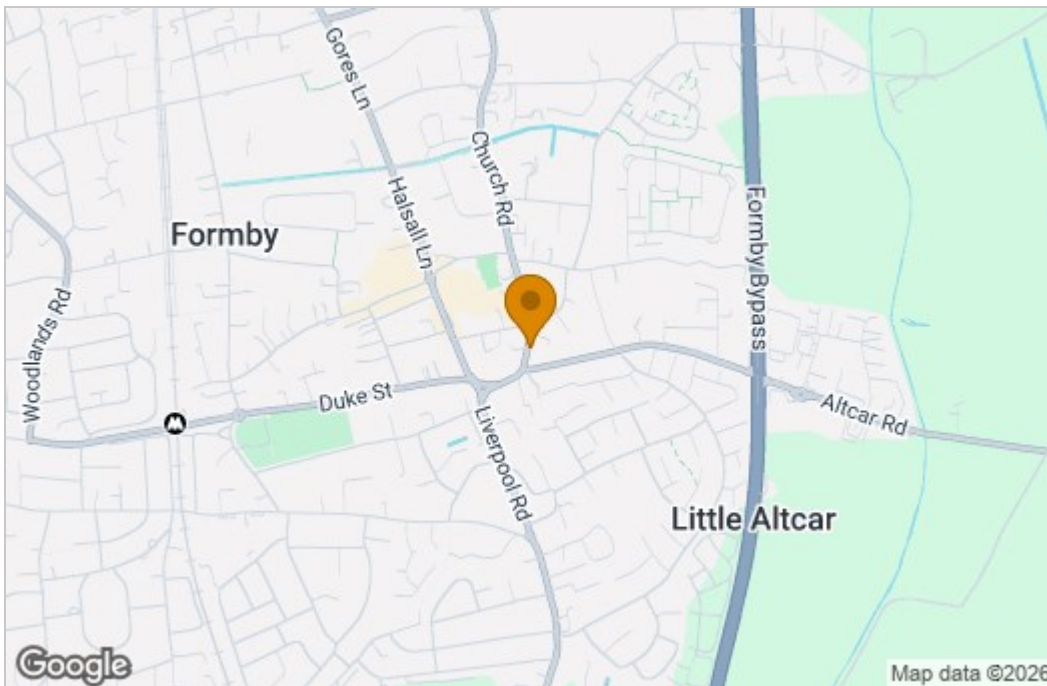 Gores Ln
Church Rd
Halsall Ln
Formby
Formby Bypass
Woodlands Rd
Duke St
Altcar Rd
Liverpool Rd
Little Altcar
Google
Map data ©2026